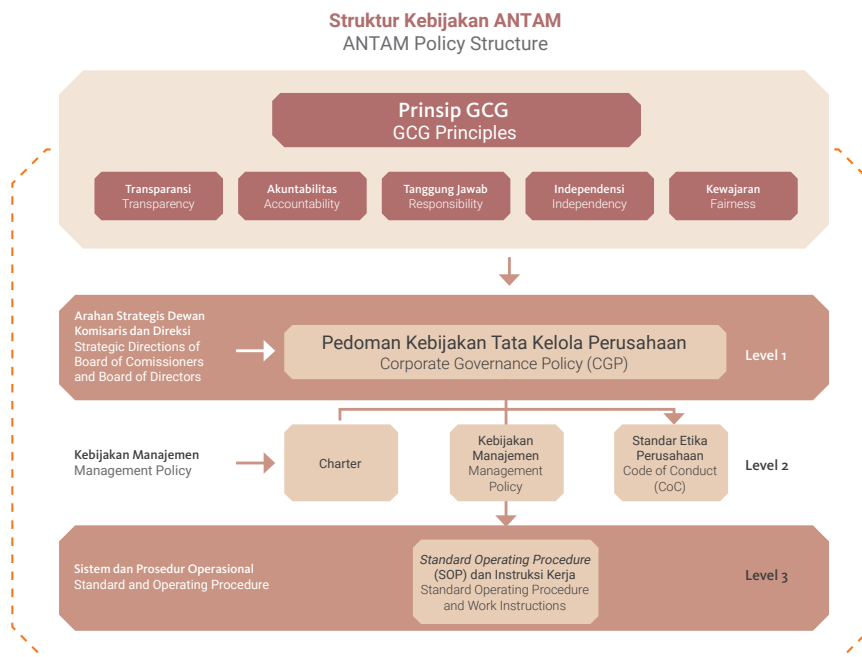 Struktur Kebijakan ANTAM
ANTAM Policy Structure
Prinsip GCG
GCG Principles
Transparansi
Transparency
Akuntabilitas
Accountability
Tanggung Jawab
Responsibility
Independensi
Independency
Kewajaran
Fairness
Arahan Strategis Dewan
Komisaris dan Direksi
Strategic Directions of
Board of Comissioners
and Board of Directors
Pedoman Kebijakan Tata Kelola Perusahaan
Corporate Governance Policy (CGP)
Level 1
Kebijakan Manajemen
Management Policy
Charter
Kebijakan
Manajemen
Management
Policy
Standar Etika
Perusahaan
Code of Conduct
(CoC)
Level 2
Sistem dan Prosedur Operasional
Standard and Operating Procedure
Standard Operating Procedure
(SOP) dan Instruksi Kerja
Standard Operating Procedure
and Work Instructions
Level 3